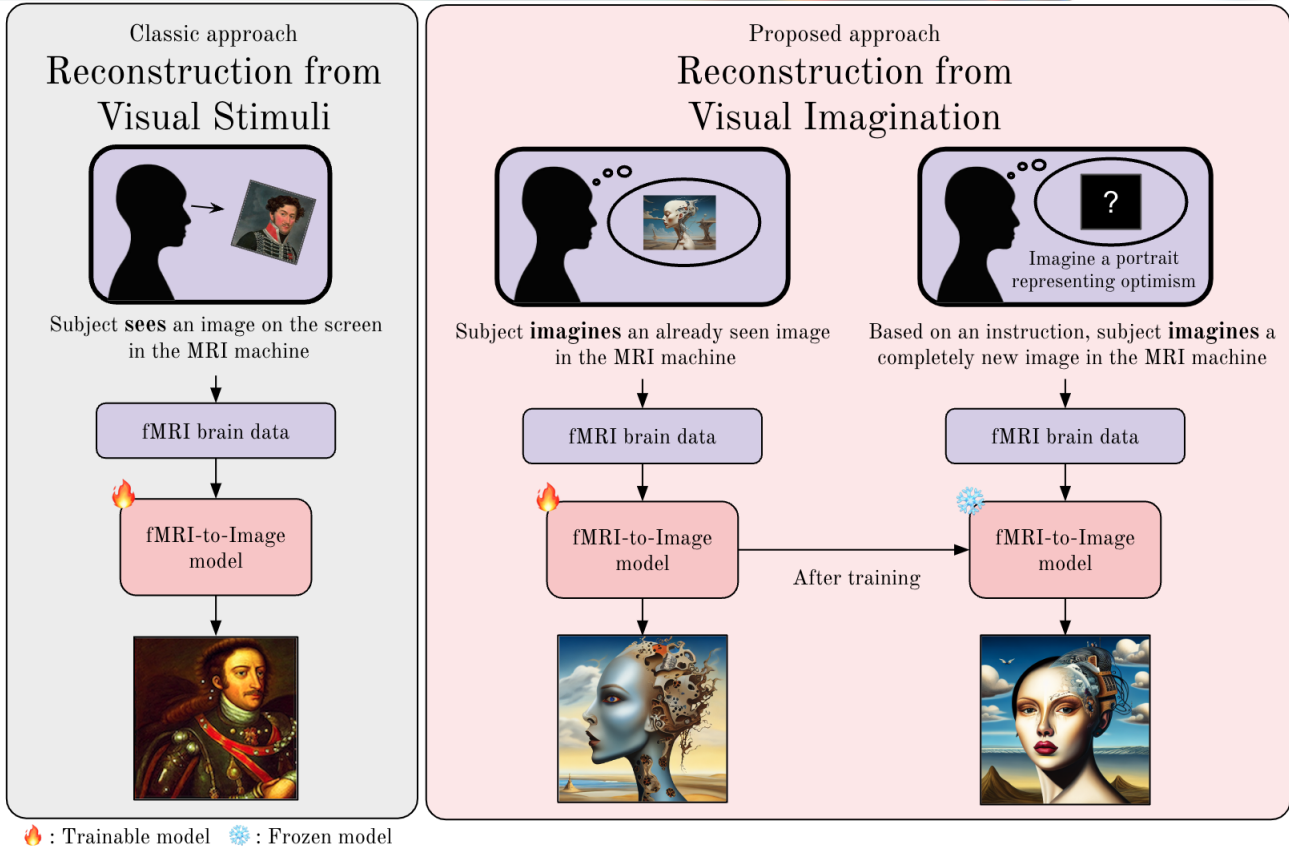 Classic approach
Reconstruction from
Visual Stimuli
Subject sees an image on the screen
in the MRI machine
fMRI brain data
fMRI-to-Image
model
Proposed approach
Reconstruction from
Visual Imagination
Subject imagines an already seen image
in the MRI machine
fMRI brain data
fMRI-to-Image
model
After training
?
Imagine a portrait
representing optimism
Based on an instruction, subject imagines a
completely new image in the MRI machine
fMRI brain data
fMRI-to-Image
model
: Trainable model
: Frozen model